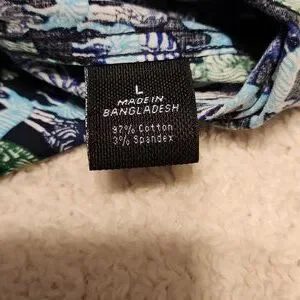 L
MADE IN
BANGLADESH
97% Cotton
3% Spandex